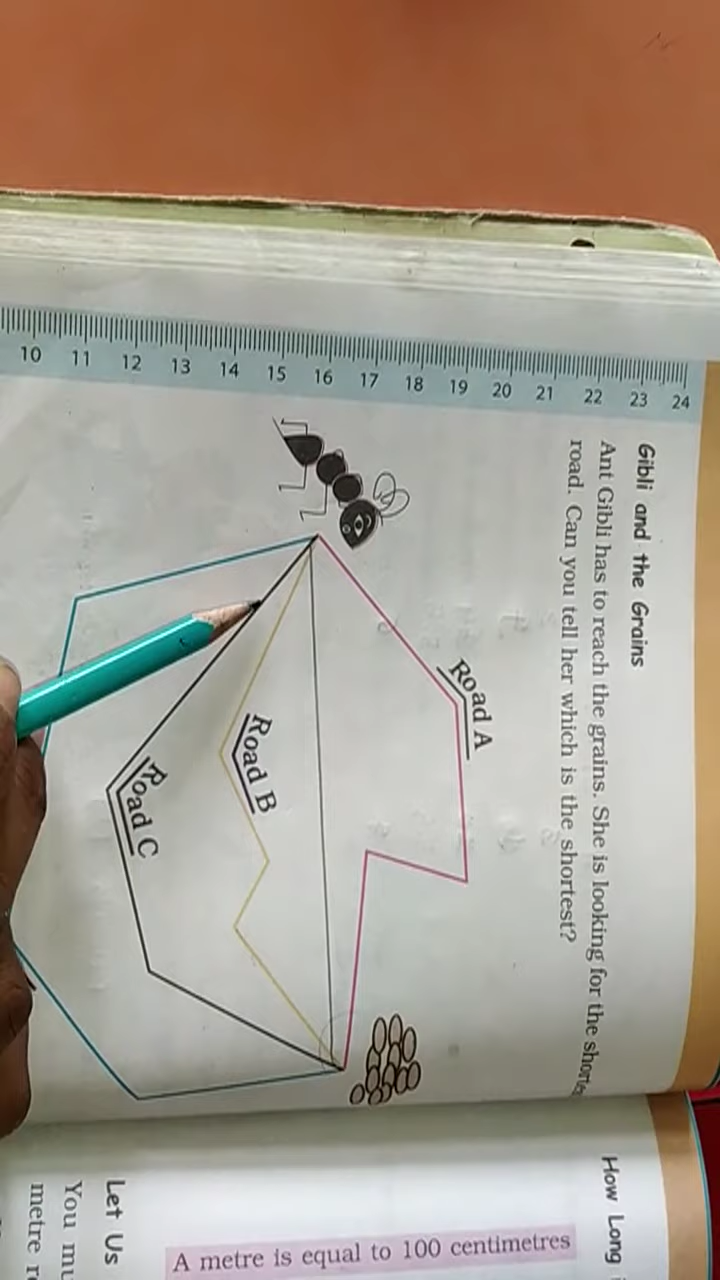 10 11 12 13 14 15 16 17 18 19 20 21 22 23 24
Gibli and the Grains
Ant Gibli has to reach the grains. She is looking for the
road. Can you tell her which is the shortest?
Road A
Road B
Road C
How Long
A metre is equal to 100 centimetres
Let Us
You
metre